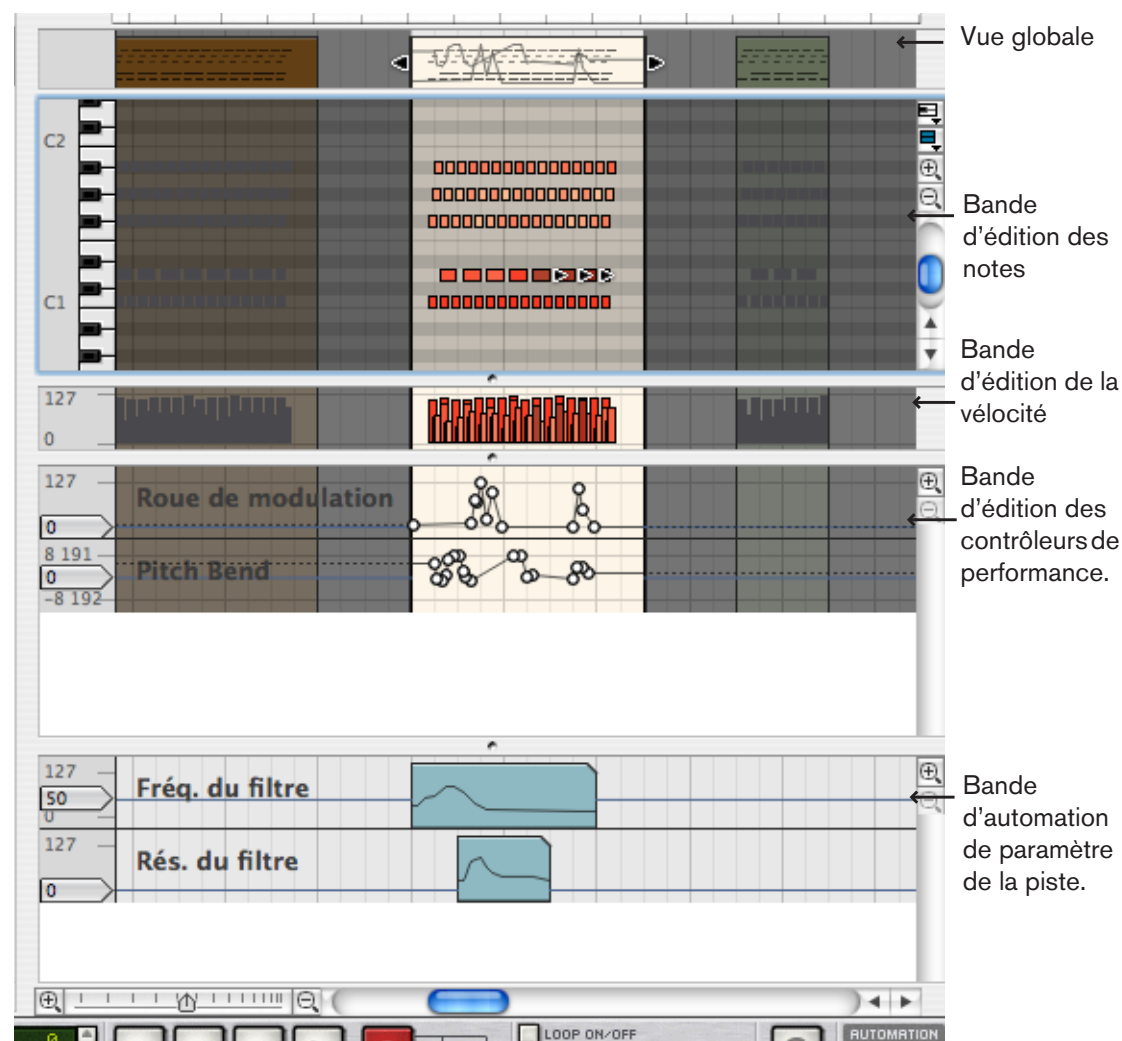 Vue globale
C2
C1
Bande
d'édition des
notes
127
0
Bande
d'édition de la
vélocité
127
0
Roue de modulation
8 191
0
-8 192
Pitch Bend
Bande
d'édition des
contrôleurs de
performance.
127
50
0
Fréq. du filtre
127
0
Rés. du filtre
Bande
d'automation
de paramètre
de la piste.
0
LOOP ON/OFF
AUTOMATION